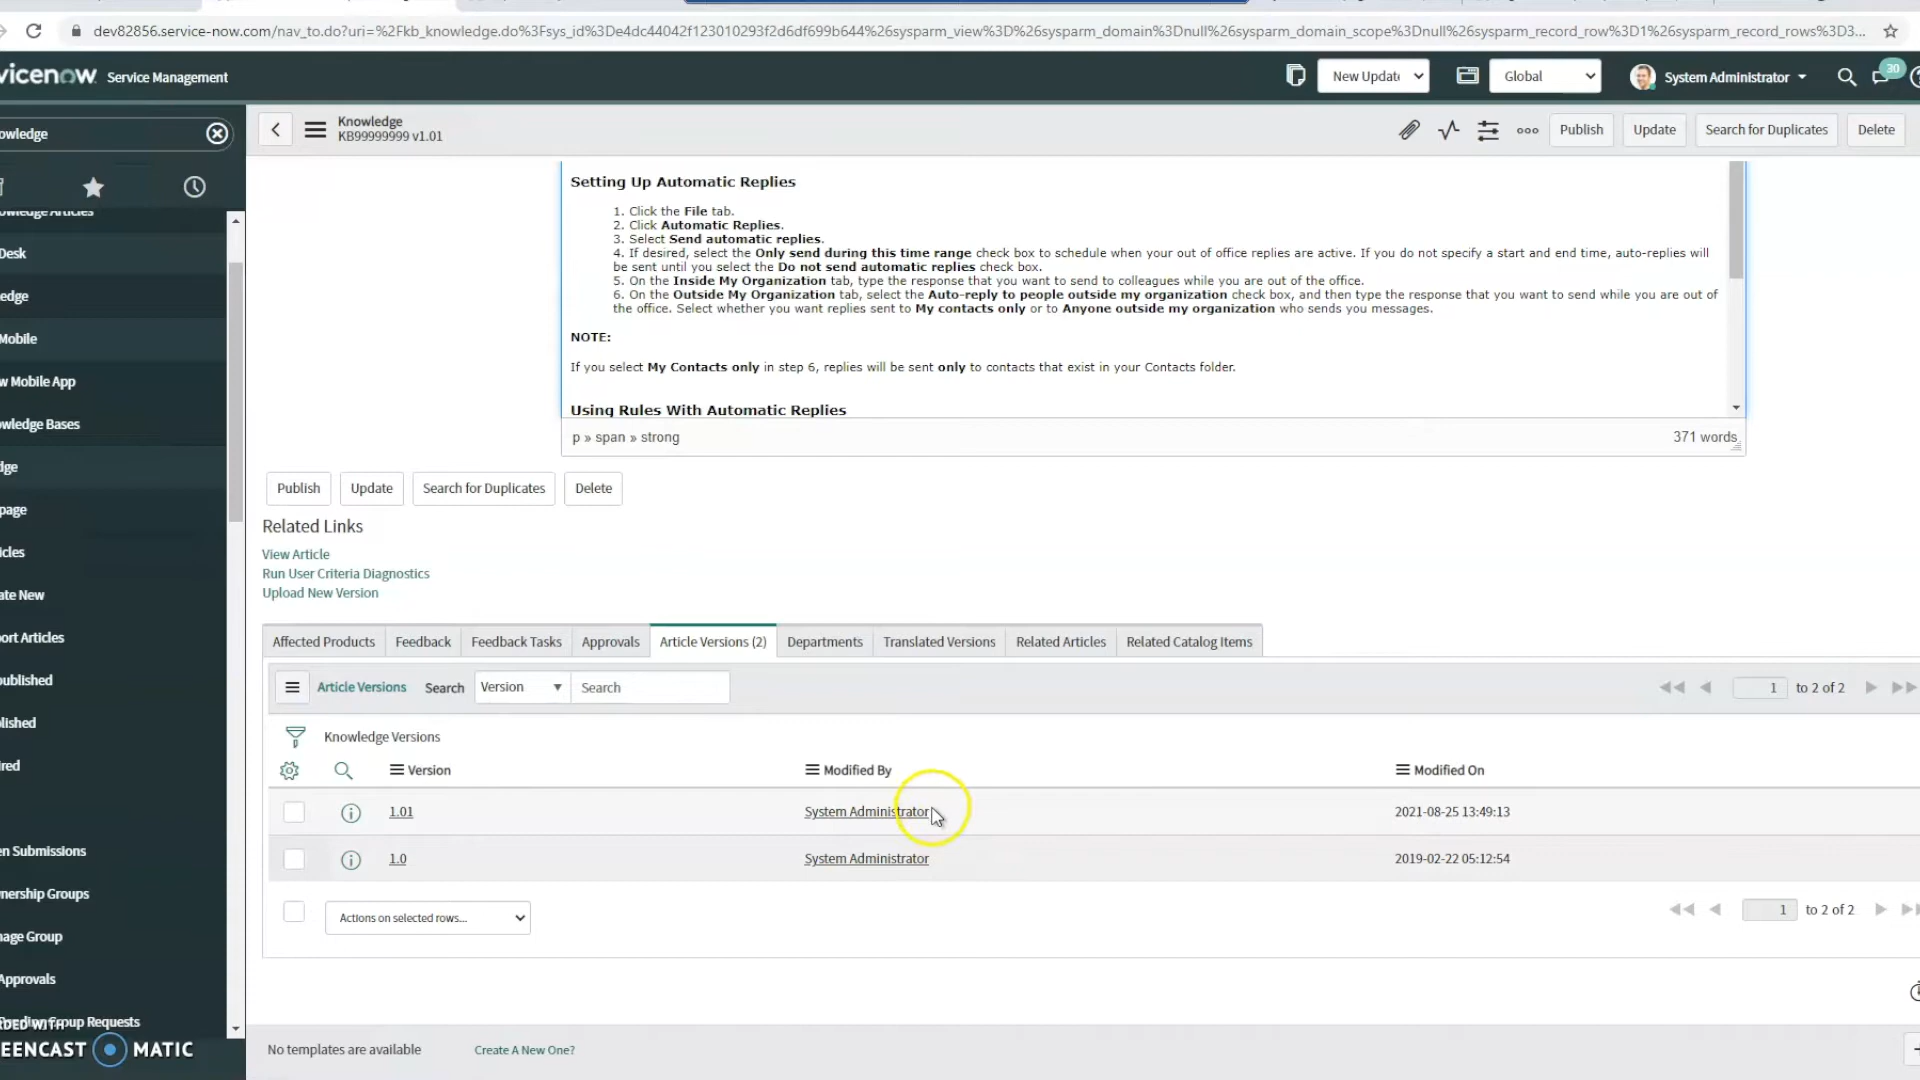 dev82856.service-now.com/nav_to.do?uri=%2Fkb_knowledge.do%3Fsys_id%3De4dc44042f123010293f2d6df699b644%26sysparm_view%3D%26sysparm_domain%3Dnull%26sysparm_domain_scope%3Dnull%26sysparm_record_row%3D1%26sysparm_record_rows%3D3...
vicenow Service Management
New Update
Global
System Administrator
30
owledge
Knowledge
KB99999999 v1.01
Publish
Update
Search for Duplicates
Delete
owledge Articles
Desk
edge
Mobile
w Mobile App
owledge Bases
dge
page
icles
ate New
ort Articles
published
lished
ired
en Submissions
nership Groups
nage Group
Approvals
Pending Group Requests
RDED WITH
EENCAST MATIC
Setting Up Automatic Replies
1. Click the File tab.
2. Click Automatic Replies.
3. Select Send automatic replies.
4. If desired, select the Only send during this time range check box to schedule when your out of office replies are active. If you do not specify a start and end time, auto-replies will
be sent until you select the Do not send automatic replies check box.
5. On the Inside My Organization tab, type the response that you want to send to colleagues while you are out of the office.
6. On the Outside My Organization tab, select the Auto-reply to people outside my organization check box, and then type the response that you want to send while you are out of
the office. Select whether you want replies sent to My contacts only or to Anyone outside my organization who sends you messages.
NOTE:
If you select My Contacts only in step 6, replies will be sent only to contacts that exist in your Contacts folder.
Using Rules With Automatic Replies
p » span » strong
371 words
Publish
Update
Search for Duplicates
Delete
Related Links
View Article
Run User Criteria Diagnostics
Upload New Version
Affected Products
Feedback
Feedback Tasks
Approvals
Article Versions (2)
Departments
Translated Versions
Related Articles
Related Catalog Items
Article Versions
Search
Version
Search
1 to 2 of 2
Knowledge Versions
Version
Modified By
Modified On
1.01
System Administrator
2021-08-25 13:49:13
1.0
System Administrator
2019-02-22 05:12:54
Actions on selected rows...
1 to 2 of 2
No templates are available
Create A New One?